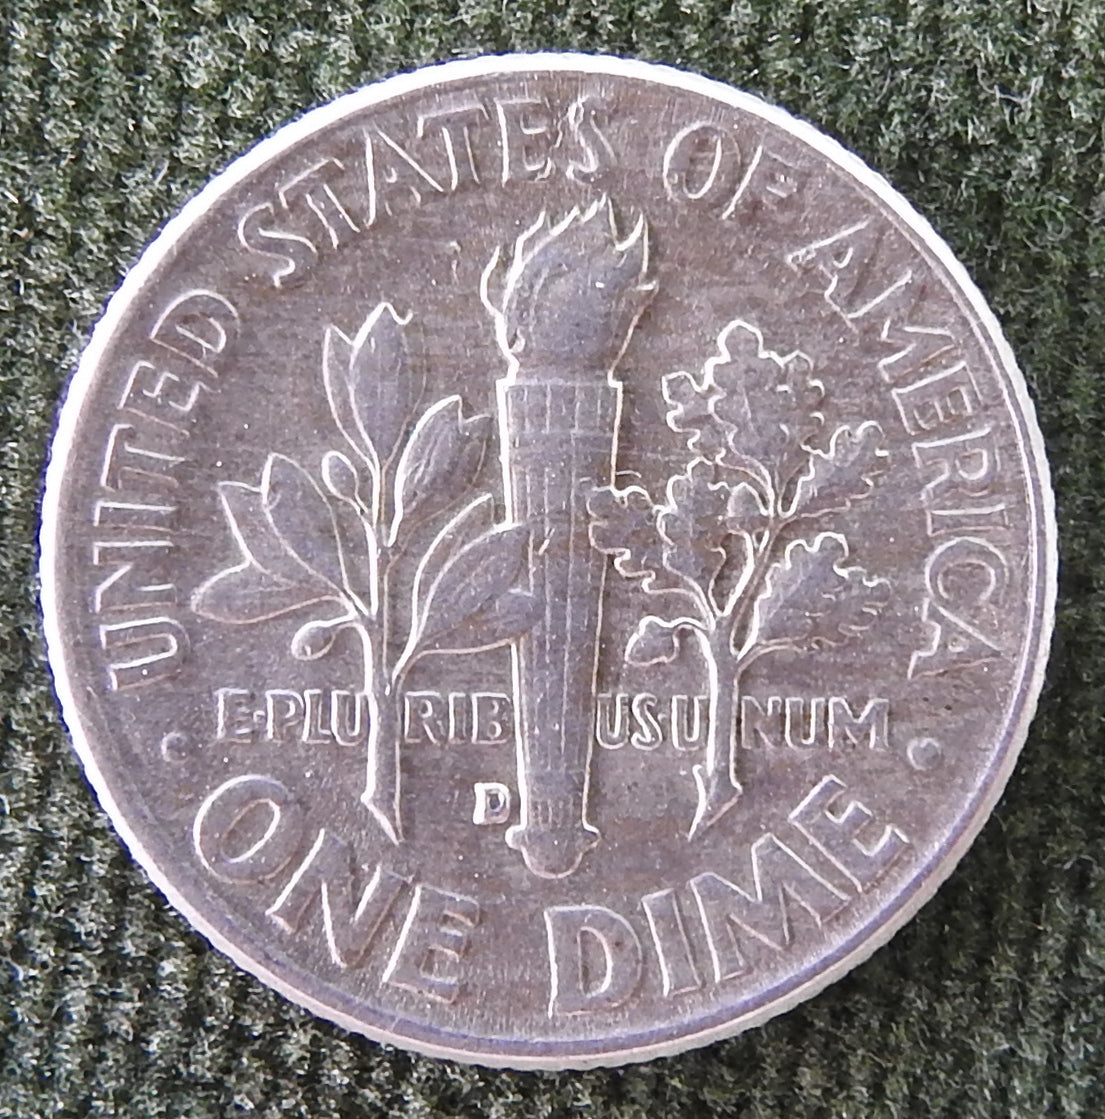 UNITED STATES OF AMERICA
E·PLURIBUS·UNUM
D
· ONE DIME ·